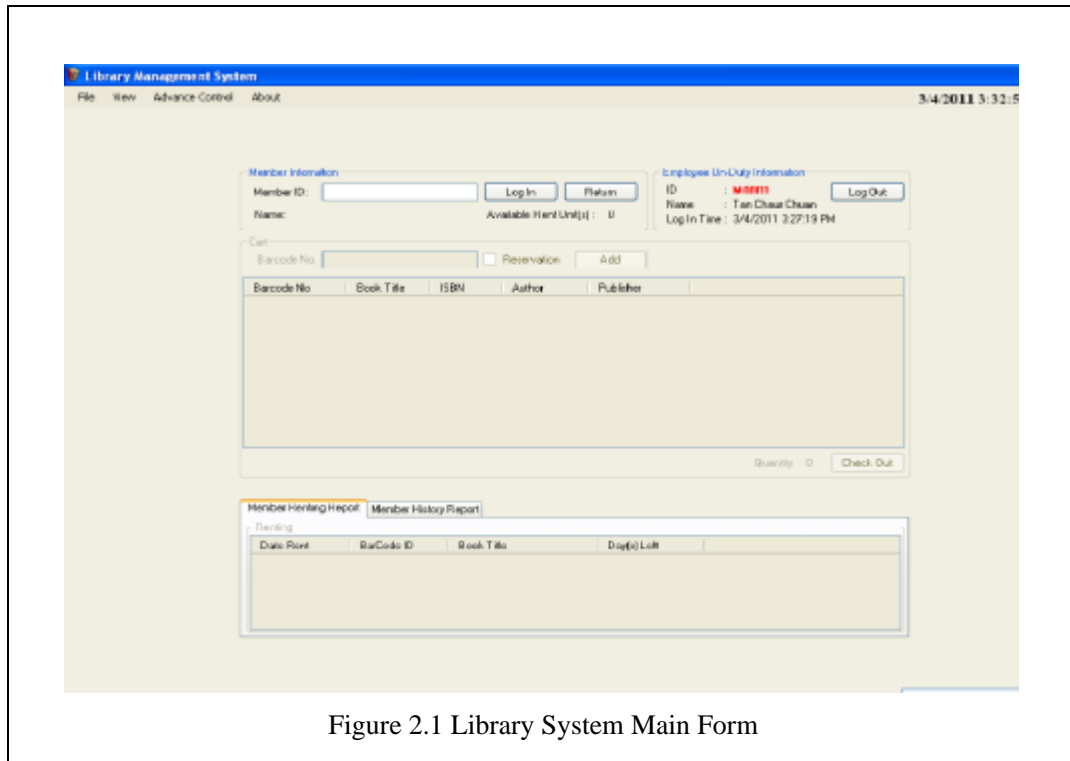 Library Management System
File View Advance Control About 3/4/2011 3:32:5
Member Information
Member ID: Log In Return
Name: Available Rent Unit(s) : 0
Employee On-Duty Information
ID : Log Out
Name : Tan Chaur Chuan
Log In Time : 3/4/2011 3:27:19 PM
Cart
Barcode No. Reservation Add
Barcode No Book Title ISBN Author Publisher
Quantity 0 Check Out
Member Renting Report Member History Report
Renting
Date Rent BarCode ID Book Title Day(s) Left
Figure 2.1 Library System Main Form